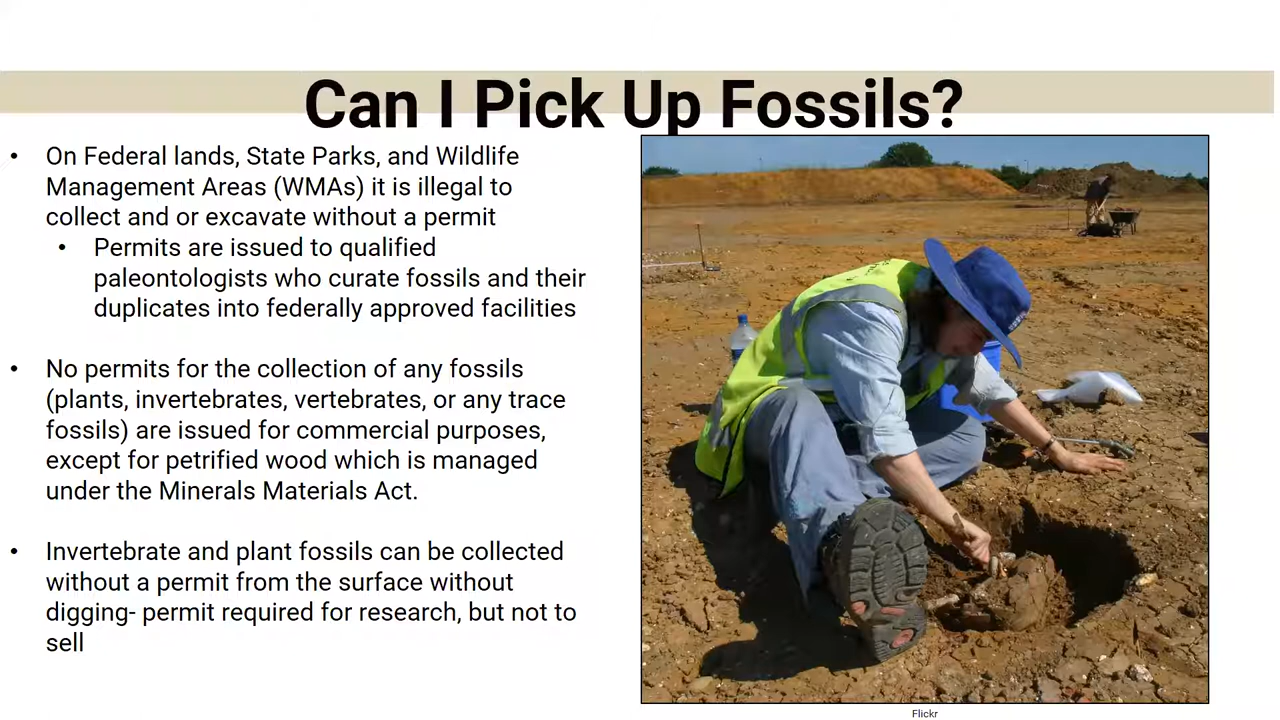 Can I Pick Up Fossils?
• On Federal lands, State Parks, and Wildlife
Management Areas (WMAs) it is illegal to
collect and or excavate without a permit
• Permits are issued to qualified
paleontologists who curate fossils and their
duplicates into federally approved facilities
• No permits for the collection of any fossils
(plants, invertebrates, vertebrates, or any trace
fossils) are issued for commercial purposes,
except for petrified wood which is managed
under the Minerals Materials Act.
• Invertebrate and plant fossils can be collected
without a permit from the surface without
digging- permit required for research, but not to
sell
Flickr